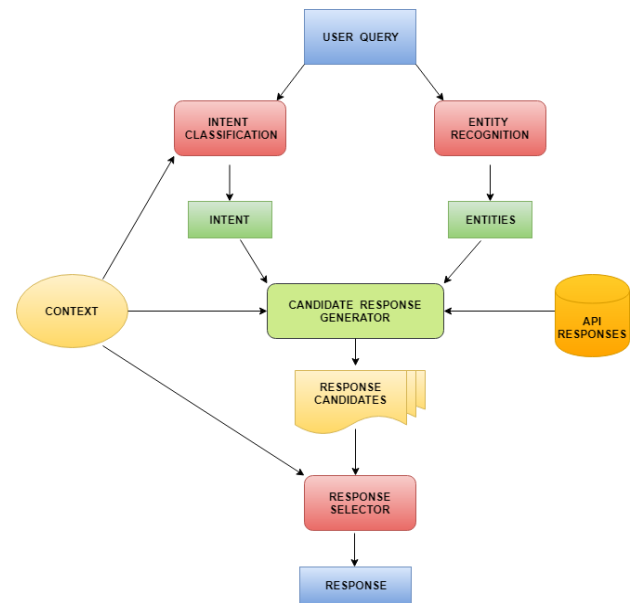 USER QUERY
INTENT
CLASSIFICATION
ENTITY
RECOGNITION
INTENT
ENTITIES
CONTEXT
CANDIDATE RESPONSE
GENERATOR
API
RESPONSES
RESPONSE
CANDIDATES
RESPONSE
SELECTOR
RESPONSE